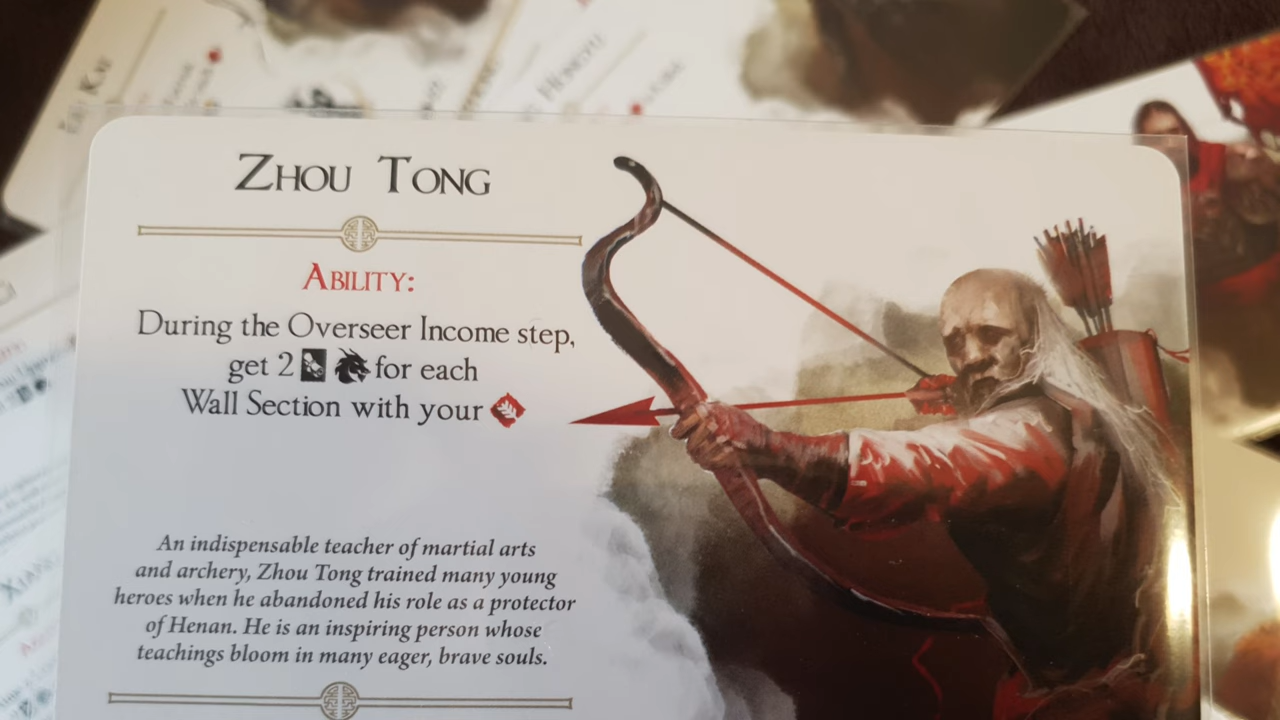 Zhou Tong
Ability:
During the Overseer Income step,
get 2 for each
Wall Section with your
An indispensable teacher of martial arts
and archery, Zhou Tong trained many young
heroes when he abandoned his role as a protector
of Henan. He is an inspiring person whose
teachings bloom in many eager, brave souls.